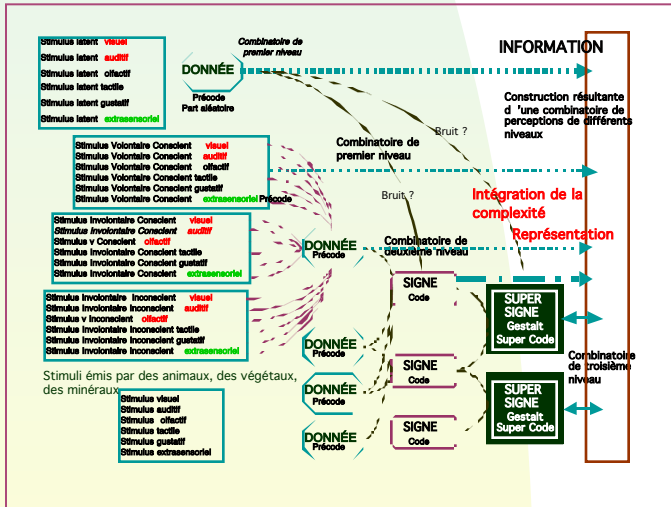 Stimulus latent visuel
Stimulus latent auditif
Stimulus latent olfactif
Stimulus latent tactile
Stimulus latent gustatif
Stimulus latent extrasensoriel
Combinatoire de
premier niveau
DONNÉE
Précode
Part aléatoire
INFORMATION
Construction résultante
d 'une combinatoire de
perceptions de différents
niveaux
Bruit ?
Combinatoire de
premier niveau
Stimulus Volontaire Conscient visuel
Stimulus Volontaire Conscient auditif
Stimulus Volontaire Conscient olfactif
Stimulus Volontaire Conscient tactile
Stimulus Volontaire Conscient gustatif
Stimulus Volontaire Conscient extrasensoriel Précode
Bruit ?
Intégration de la
complexité
Représentation
Stimulus Involontaire Conscient visuel
Stimulus Involontaire Conscient auditif
Stimulus v Conscient olfactif
Stimulus Involontaire Conscient tactile
Stimulus Involontaire Conscient gustatif
Stimulus Involontaire Conscient extrasensoriel
DONNÉE
Précode
Combinatoire de
deuxième niveau
SIGNE
Code
Stimulus Involontaire Inconscient visuel
Stimulus Involontaire Inconscient auditif
Stimulus v Inconscient olfactif
Stimulus Involontaire Inconscient tactile
Stimulus Involontaire Inconscient gustatif
Stimulus Involontaire Inconscient extrasensoriel
SUPER
SIGNE
Gestalt
Super Code
DONNÉE
Précode
SIGNE
Code
Combinatoire
de troisième
niveau
Stimuli émis par des animaux, des végétaux,
des minéraux
Stimulus visuel
Stimulus auditif
Stimulus olfactif
Stimulus tactile
Stimulus gustatif
Stimulus extrasensoriel
DONNÉE
Précode
SUPER
SIGNE
Gestalt
Super Code
DONNÉE
Précode
SIGNE
Code